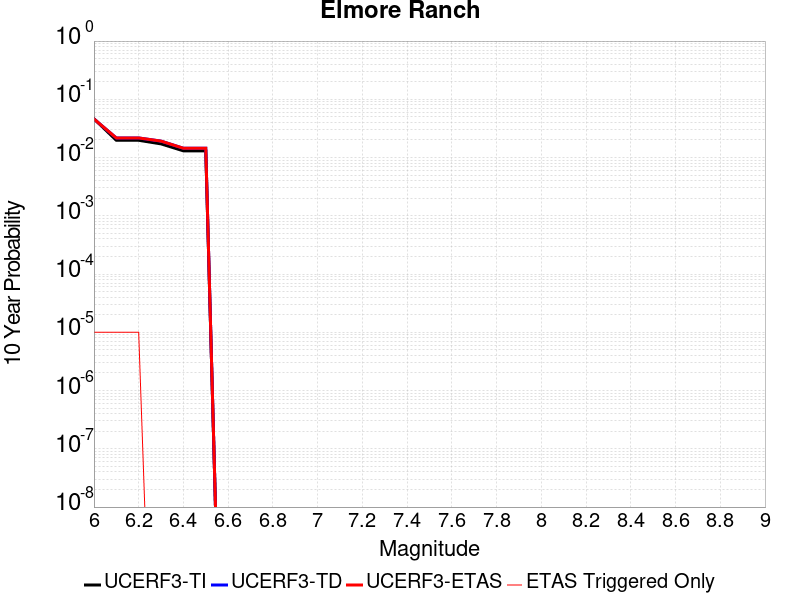 Elmore Ranch
10 Year Probability
10^0
10^-1
10^-2
10^-3
10^-4
10^-5
10^-6
10^-7
10^-8
6 6.2 6.4 6.6 6.8 7 7.2 7.4 7.6 7.8 8 8.2 8.4 8.6 8.8 9
Magnitude
UCERF3-TI UCERF3-TD UCERF3-ETAS ETAS Triggered Only